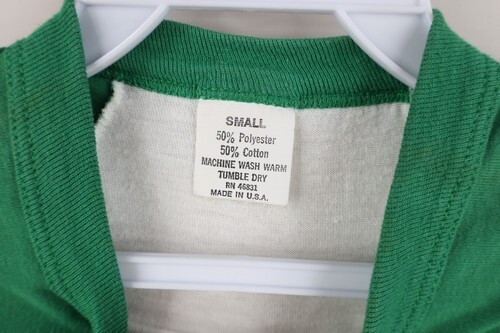 SMALL
50% Polyester
50% Cotton
MACHINE WASH WARM
TUMBLE DRY
RN 46831
MADE IN U.S.A.